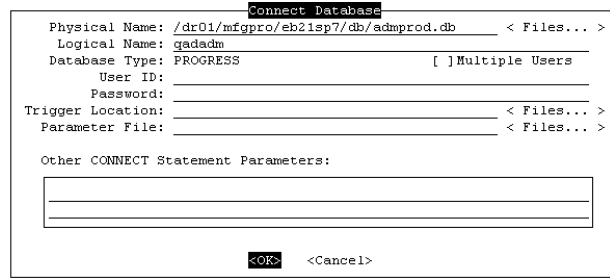 Connect Database
Physical Name: /dr01/mfgpro/eb21sp7/db/admprod.db < Files... >
Logical Name: qadadm
Database Type: PROGRESS [ ]Multiple Users
User ID:
Password:
Trigger Location: < Files... >
Parameter File: < Files... >
Other CONNECT Statement Parameters:
<OK> <Cancel>